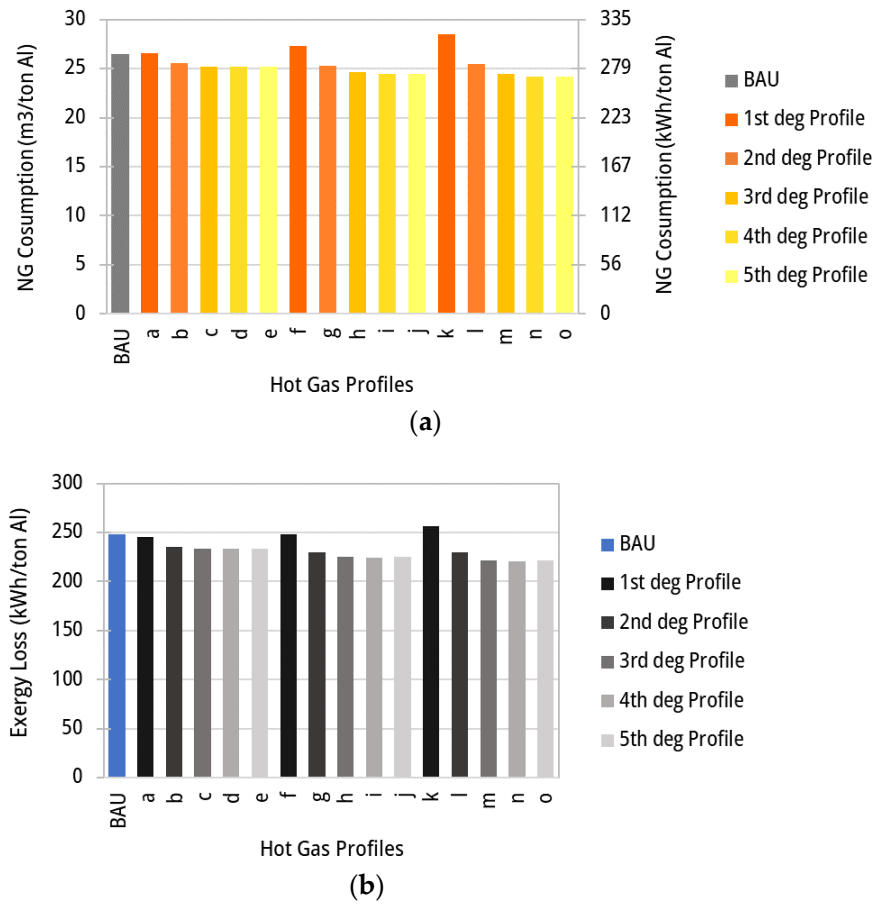 30
25
20
15
10
5
0
NG Cosumption (m3/ton Al)
335
279
223
167
112
56
0
NG Cosumption (kWh/ton Al)
BAU a b c d e f g h i j k l m n o
Hot Gas Profiles
BAU
1st deg Profile
2nd deg Profile
3rd deg Profile
4th deg Profile
5th deg Profile
(a)
300
250
200
150
100
50
0
Exergy Loss (kWh/ton Al)
BAU a b c d e f g h i j k l m n o
Hot Gas Profiles
BAU
1st deg Profile
2nd deg Profile
3rd deg Profile
4th deg Profile
5th deg Profile
(b)